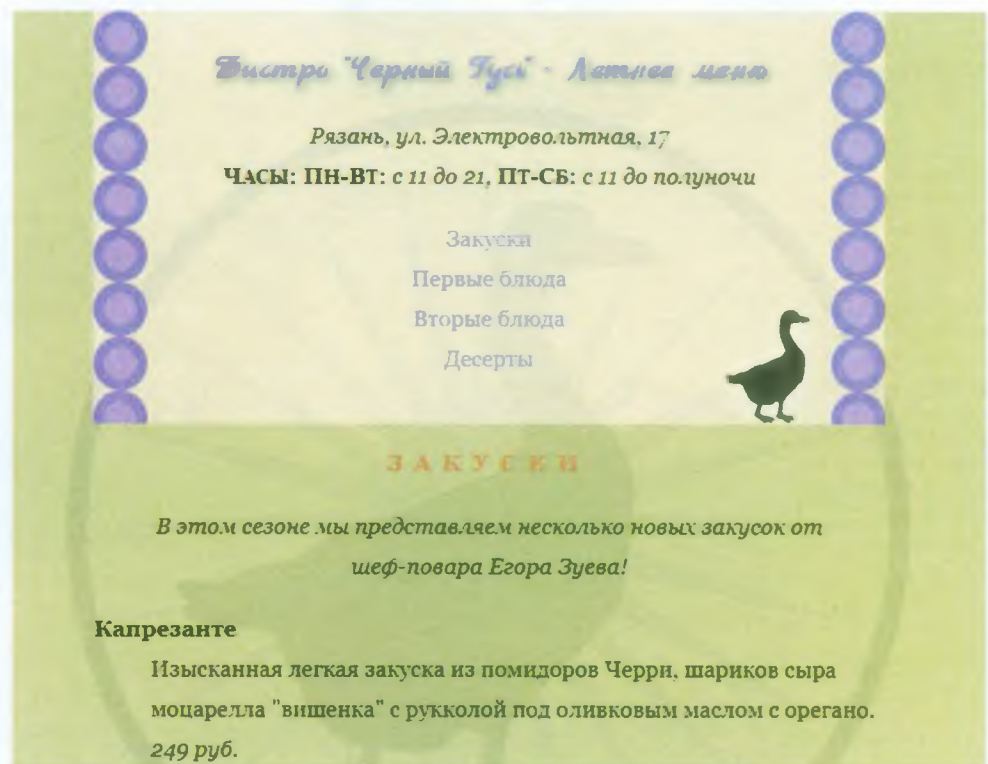 Бистро "Черный Гусь" - Летнее меню
Рязань, ул. Электровольтная, 17
ЧАСЫ: ПН-ВТ: с 11 до 21, ПТ-СБ: с 11 до полуночи
Закуски
Первые блюда
Вторые блюда
Десерты
ЗАКУСКИ
В этом сезоне мы представляем несколько новых закусок от
шеф-повара Егора Зуева!
Капрезанте
Изысканная легкая закуска из помидоров Черри, шариков сыра
моцарелла "вишенка" с рукколой под оливковым маслом с орегано.
249 руб.